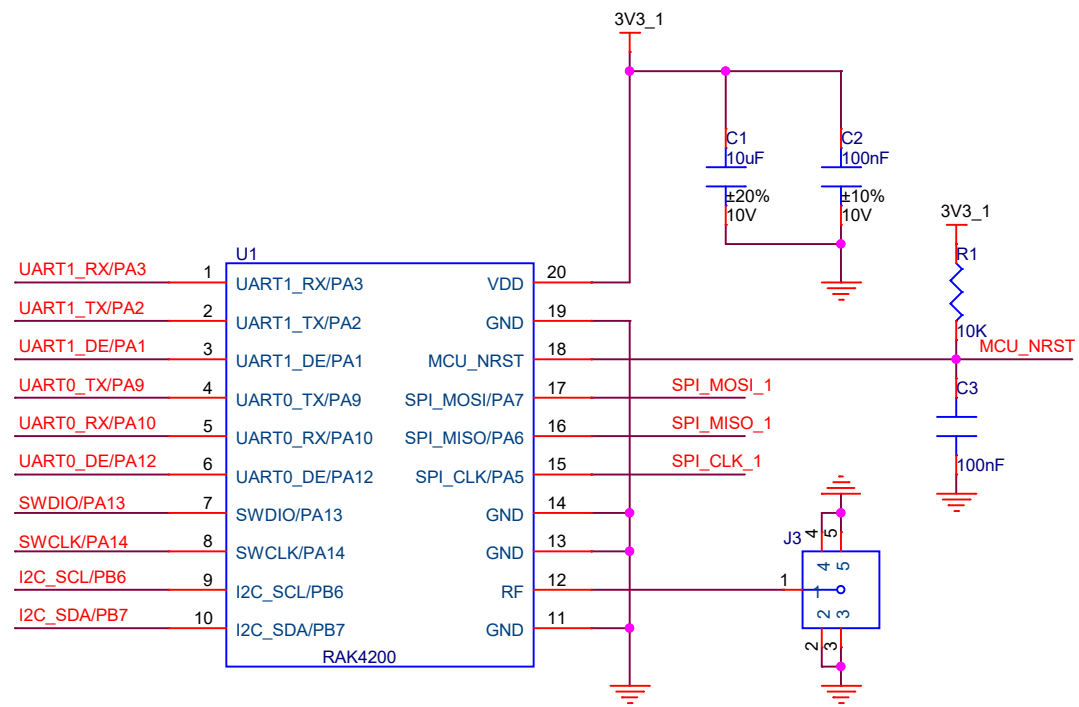 3V3_1
C1
10uF
±20%
10V
C2
100nF
±10%
10V
3V3_1
R1
10K
MCU_NRST
C3
100nF
U1
UART1_RX/PA3 1 UART1_RX/PA3 VDD 20
UART1_TX/PA2 2 UART1_TX/PA2 GND 19
UART1_DE/PA1 3 UART1_DE/PA1 MCU_NRST 18
UART0_TX/PA9 4 UART0_TX/PA9 SPI_MOSI/PA7 17 SPI_MOSI_1
UART0_RX/PA10 5 UART0_RX/PA10 SPI_MISO/PA6 16 SPI_MISO_1
UART0_DE/PA12 6 UART0_DE/PA12 SPI_CLK/PA5 15 SPI_CLK_1
SWDIO/PA13 7 SWDIO/PA13 GND 14
SWCLK/PA14 8 SWCLK/PA14 GND 13
I2C_SCL/PB6 9 I2C_SCL/PB6 RF 12
I2C_SDA/PB7 10 I2C_SDA/PB7 GND 11
RAK4200
J3
4 5
4 5
1 1
2 3
2 3